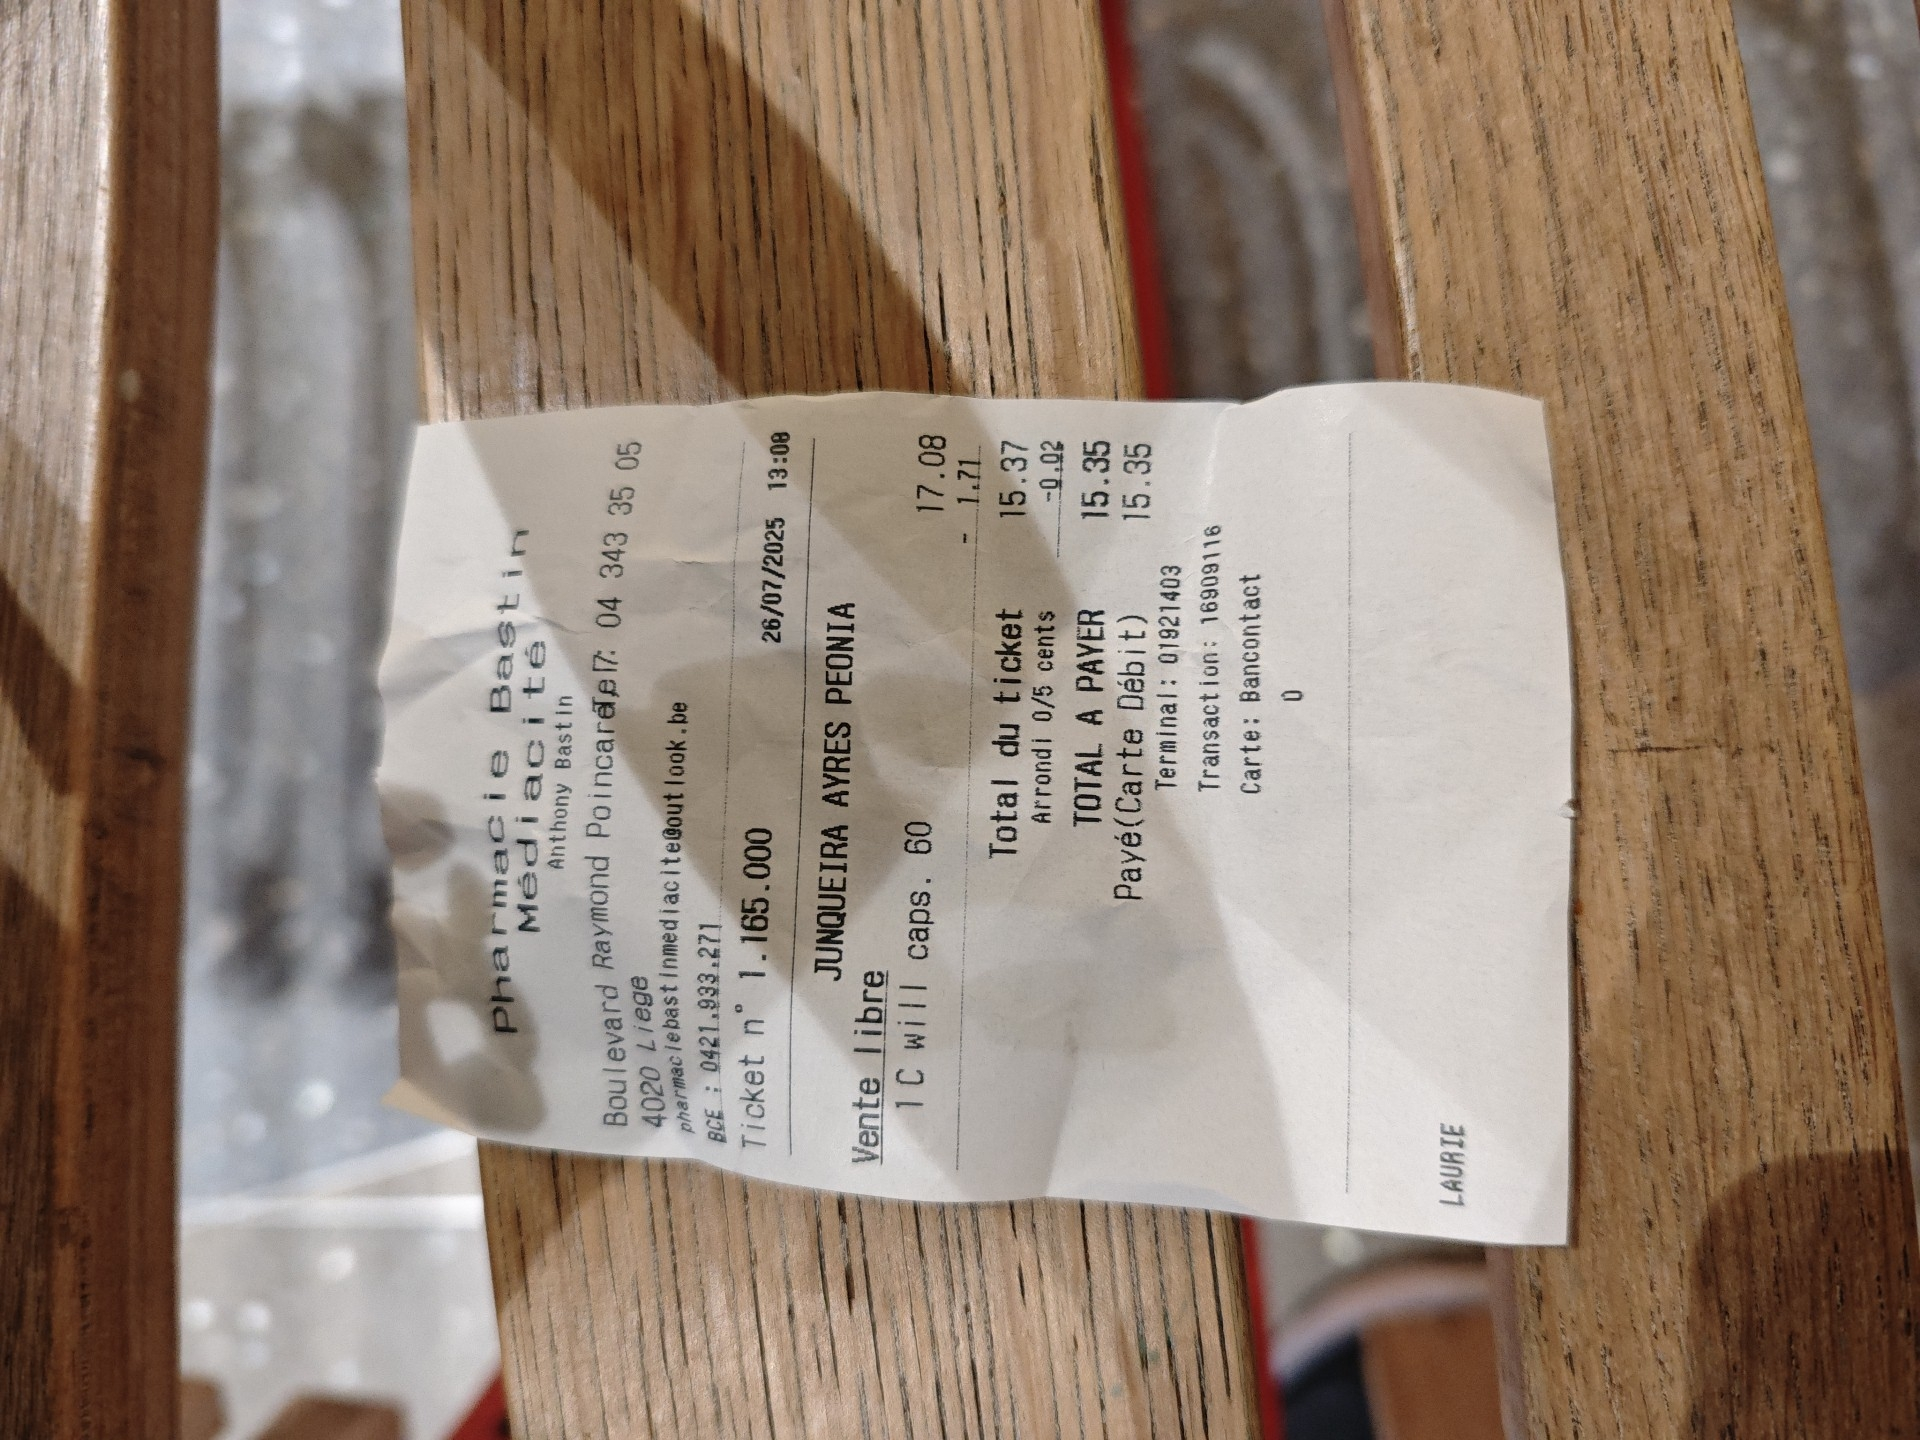 Pharmacie Bastin
Médiacité
Anthony Bastin
Boulevard Raymond Poincaré, 7 Tel: 04 343 35 05
4020 Liege
pharmaciebastinmediacite@outlook.be
BCE : 0421.933.271
Ticket n° 1.165.000 26/07/2025 13:08
JUNQUEIRA AYRES PEONIA
Vente libre
1 C will caps. 60 17.08
- 1.71
Total du ticket 15.37
Arrondi 0/5 cents -0.02
TOTAL A PAYER 15.35
Payé(Carte Débit) 15.35
Terminal: 01921403
Transaction: 16909116
Carte: Bancontact
0
LAURIE